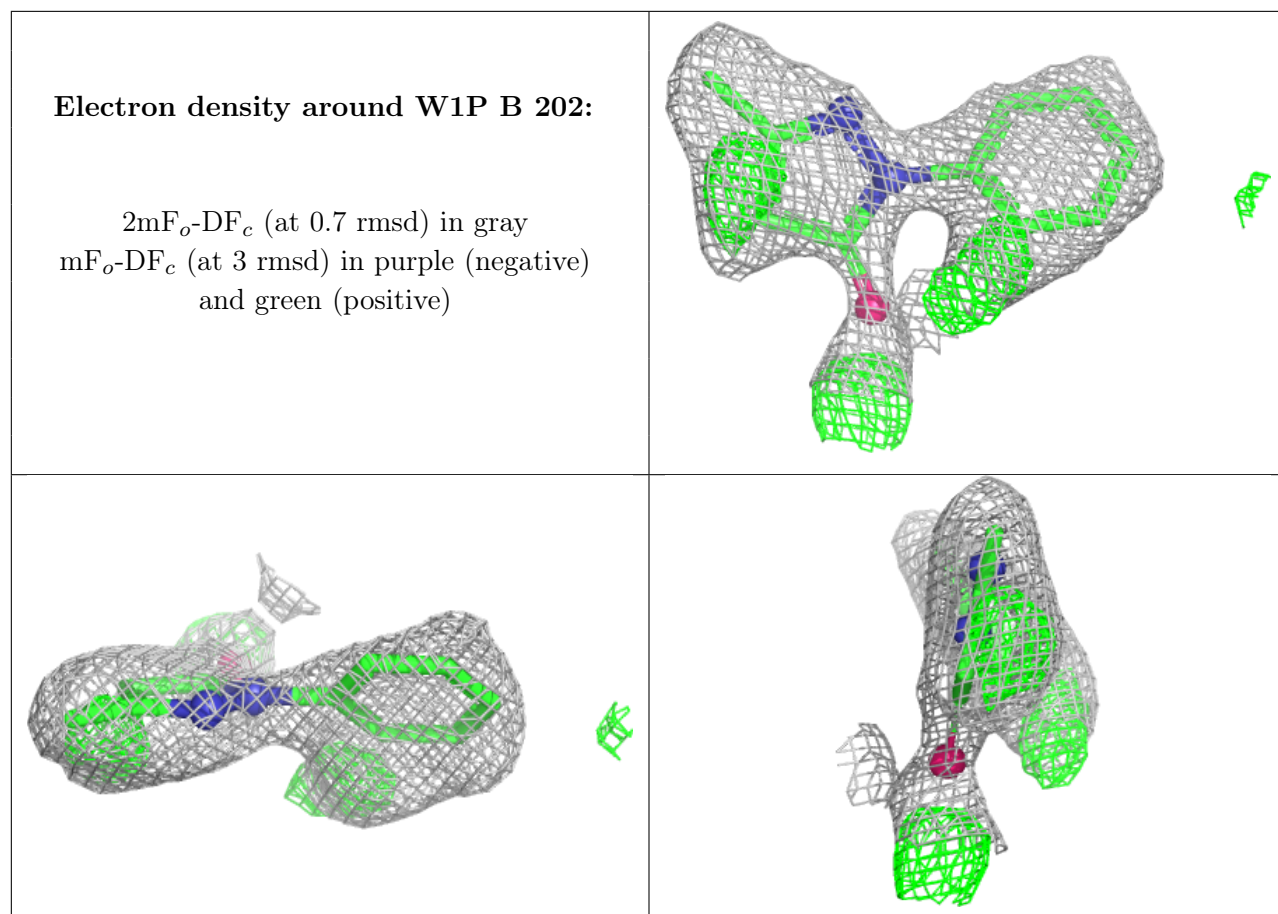 Electron density around W1P B 202:
2mFo-DFc (at 0.7 rmsd) in gray
mFo-DFc (at 3 rmsd) in purple (negative)
and green (positive)